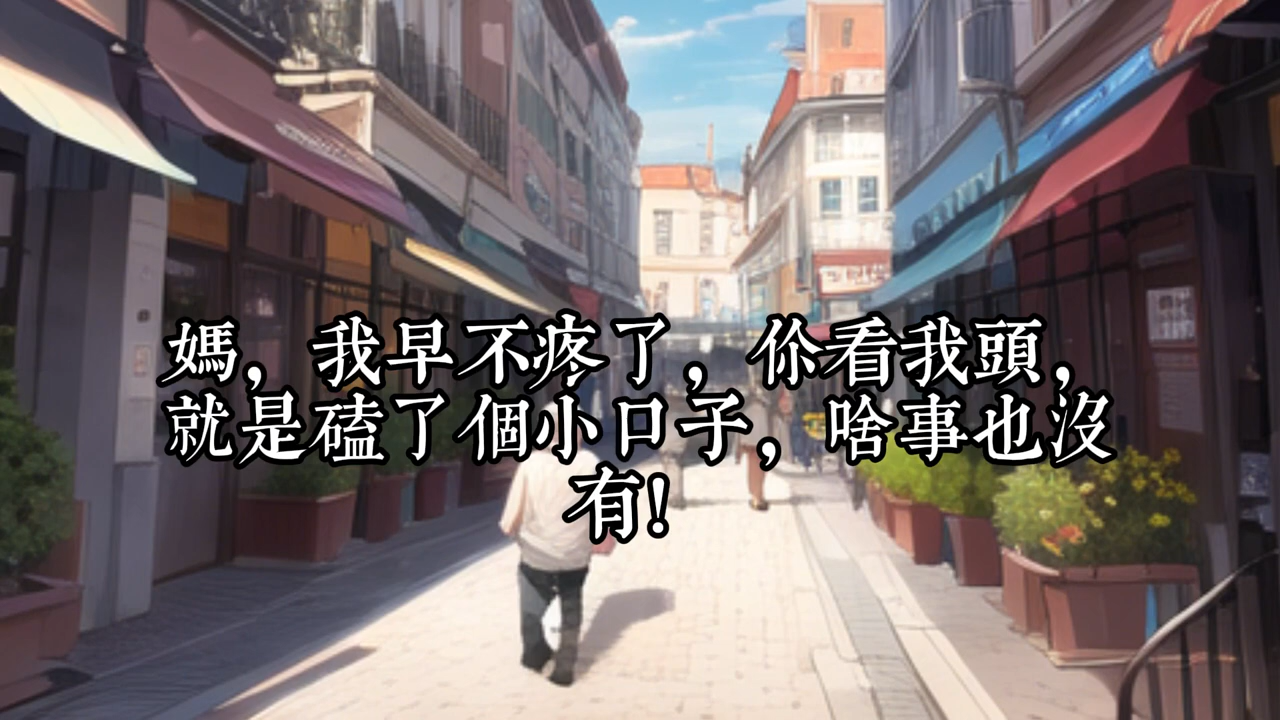 媽，我早不疼了，你看我頭，
就是磕了個小口子，啥事也沒
有！